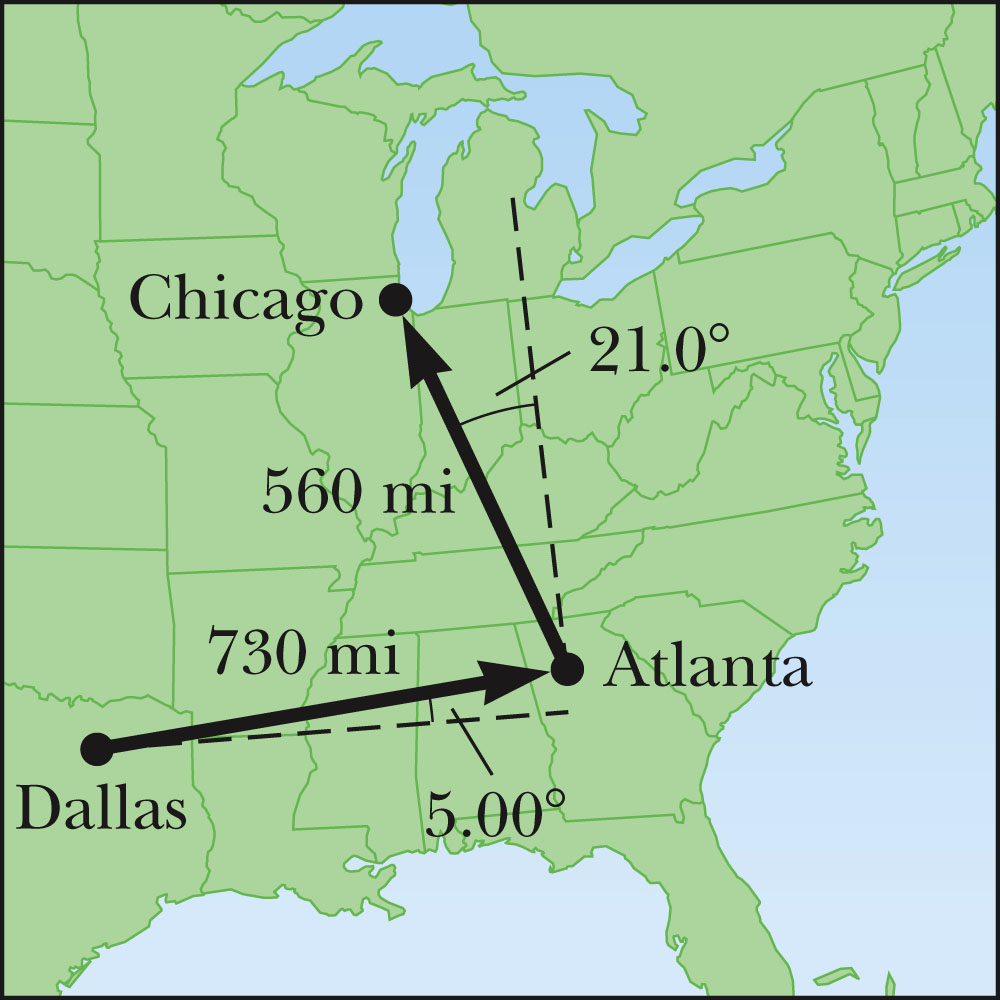 Chicago
21.0°
560 mi
730 mi
Atlanta
Dallas
5.00°